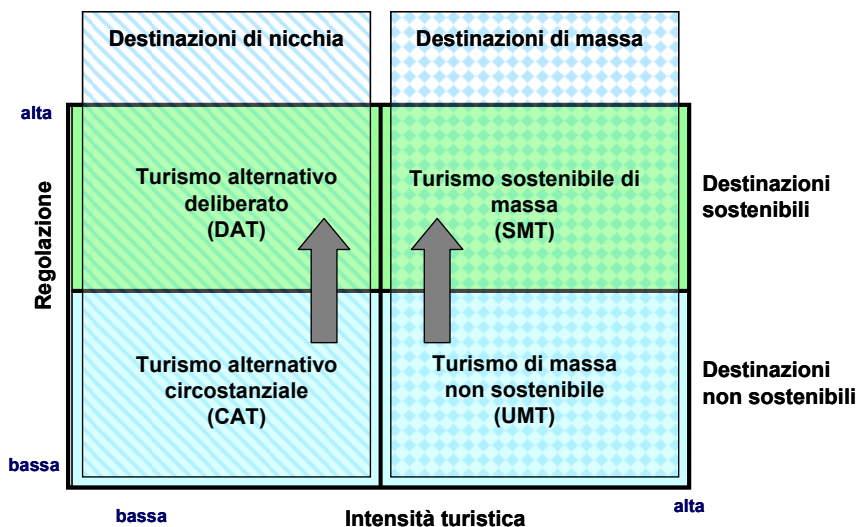 Destinazioni di nicchia
Destinazioni di massa
alta
Regolazione
Turismo alternativo
deliberato
(DAT)
Turismo sostenibile di
massa
(SMT)
Destinazioni
sostenibili
Turismo alternativo
circostanziale
(CAT)
Turismo di massa
non sostenibile
(UMT)
Destinazioni
non sostenibili
bassa
bassa
Intensità turistica
alta